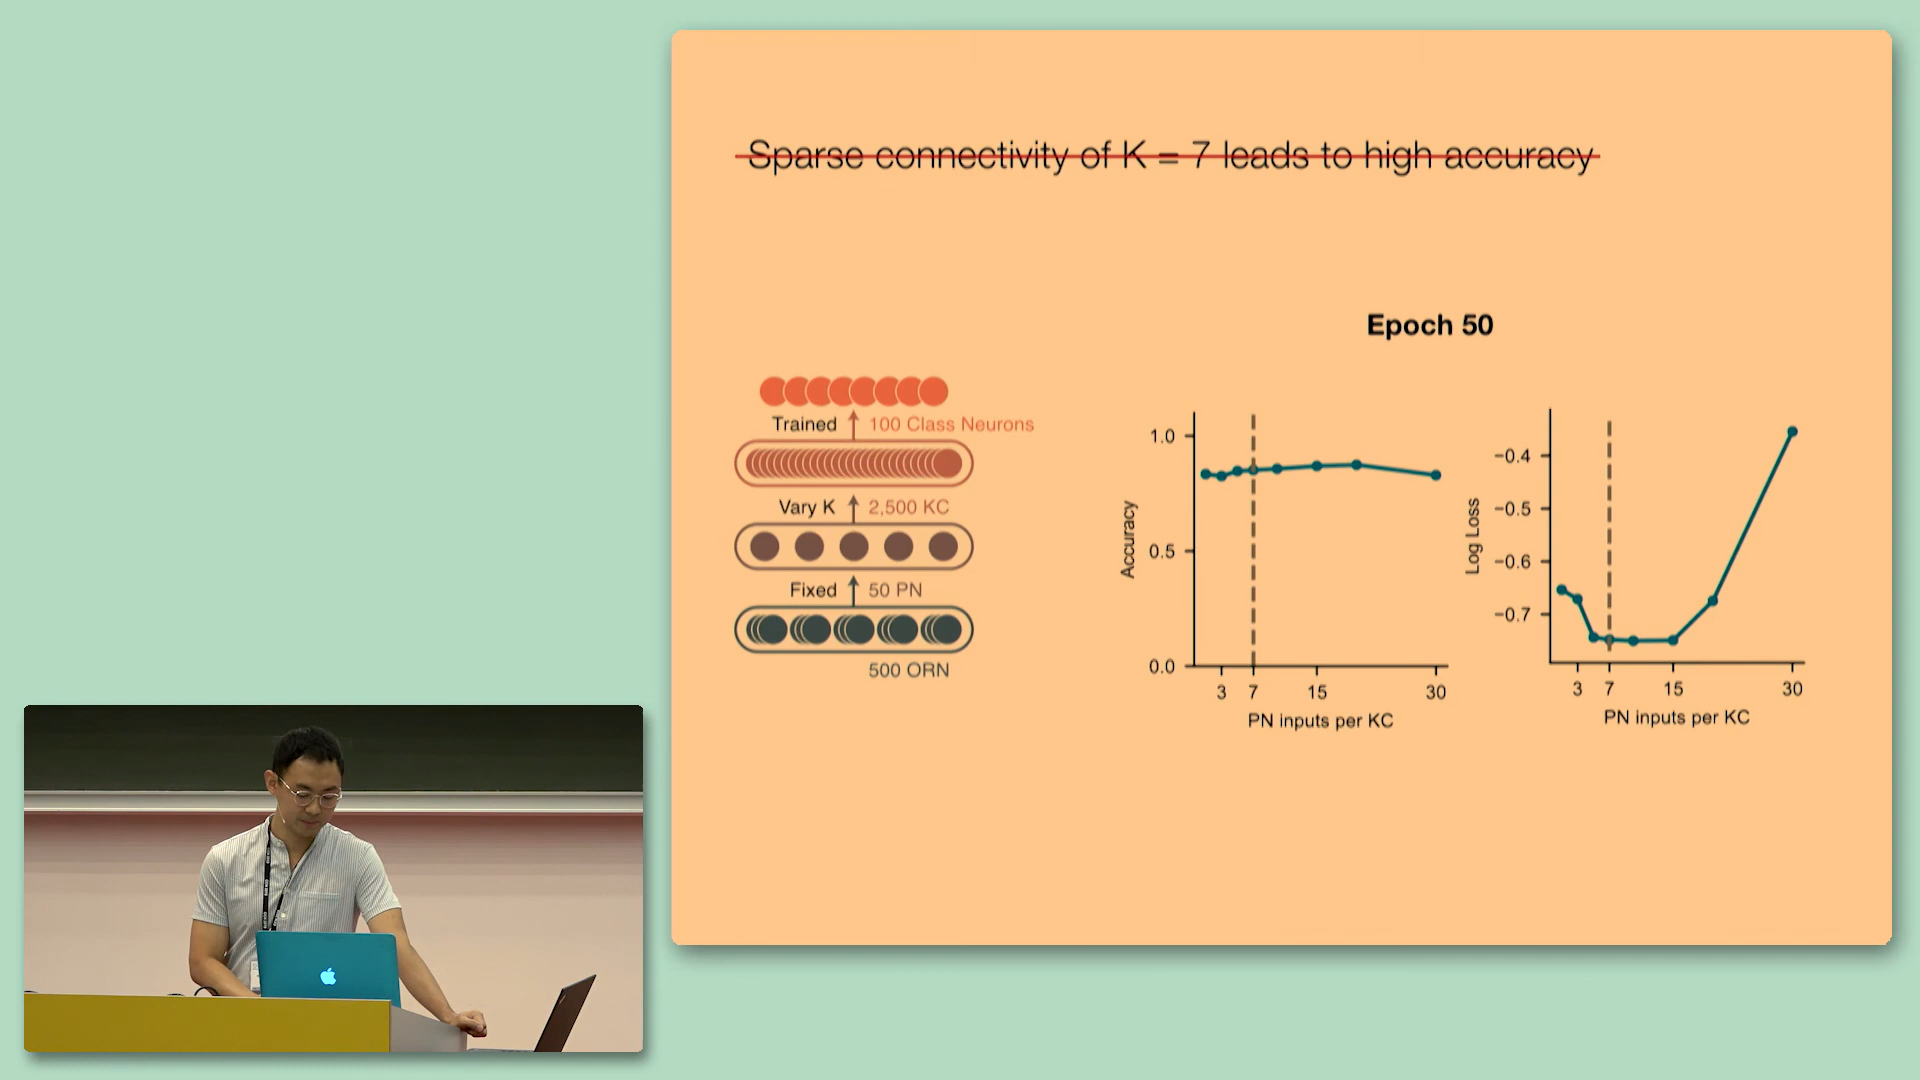 Sparse connectivity of K = 7 leads to high accuracy
Epoch 50
Trained
100 Class Neurons
Vary K
2,500 KC
Fixed
50 PN
500 ORN
Accuracy
1.0
0.5
0.0
3 7 15 30
PN inputs per KC
Log Loss
−0.4
−0.5
−0.6
−0.7
3 7 15 30
PN inputs per KC